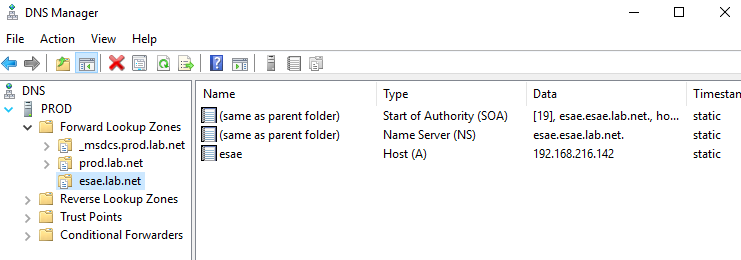 DNS Manager
File Action View Help
DNS
PROD
Forward Lookup Zones
_msdcs.prod.lab.net
prod.lab.net
esae.lab.net
Reverse Lookup Zones
Trust Points
Conditional Forwarders
Name Type Data Timestan
(same as parent folder) Start of Authority (SOA) [19], esae.esae.lab.net., ho... static
(same as parent folder) Name Server (NS) esae.esae.lab.net. static
esae Host (A) 192.168.216.142 static